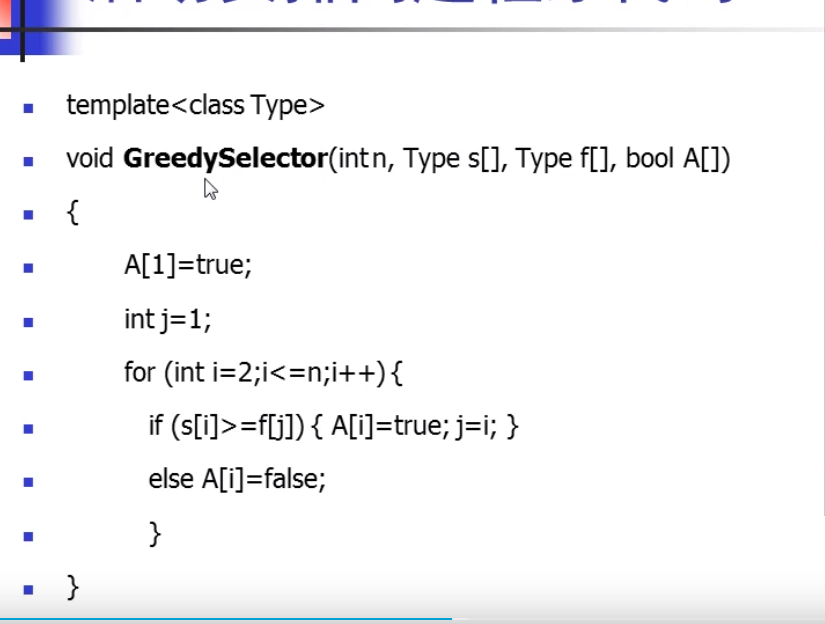 template<class Type>
void GreedySelector(int n, Type s[], Type f[], bool A[])
{
A[1]=true;
int j=1;
for (int i=2;i<=n;i++) {
if (s[i]>=f[j]) { A[i]=true; j=i; }
else A[i]=false;
}
}